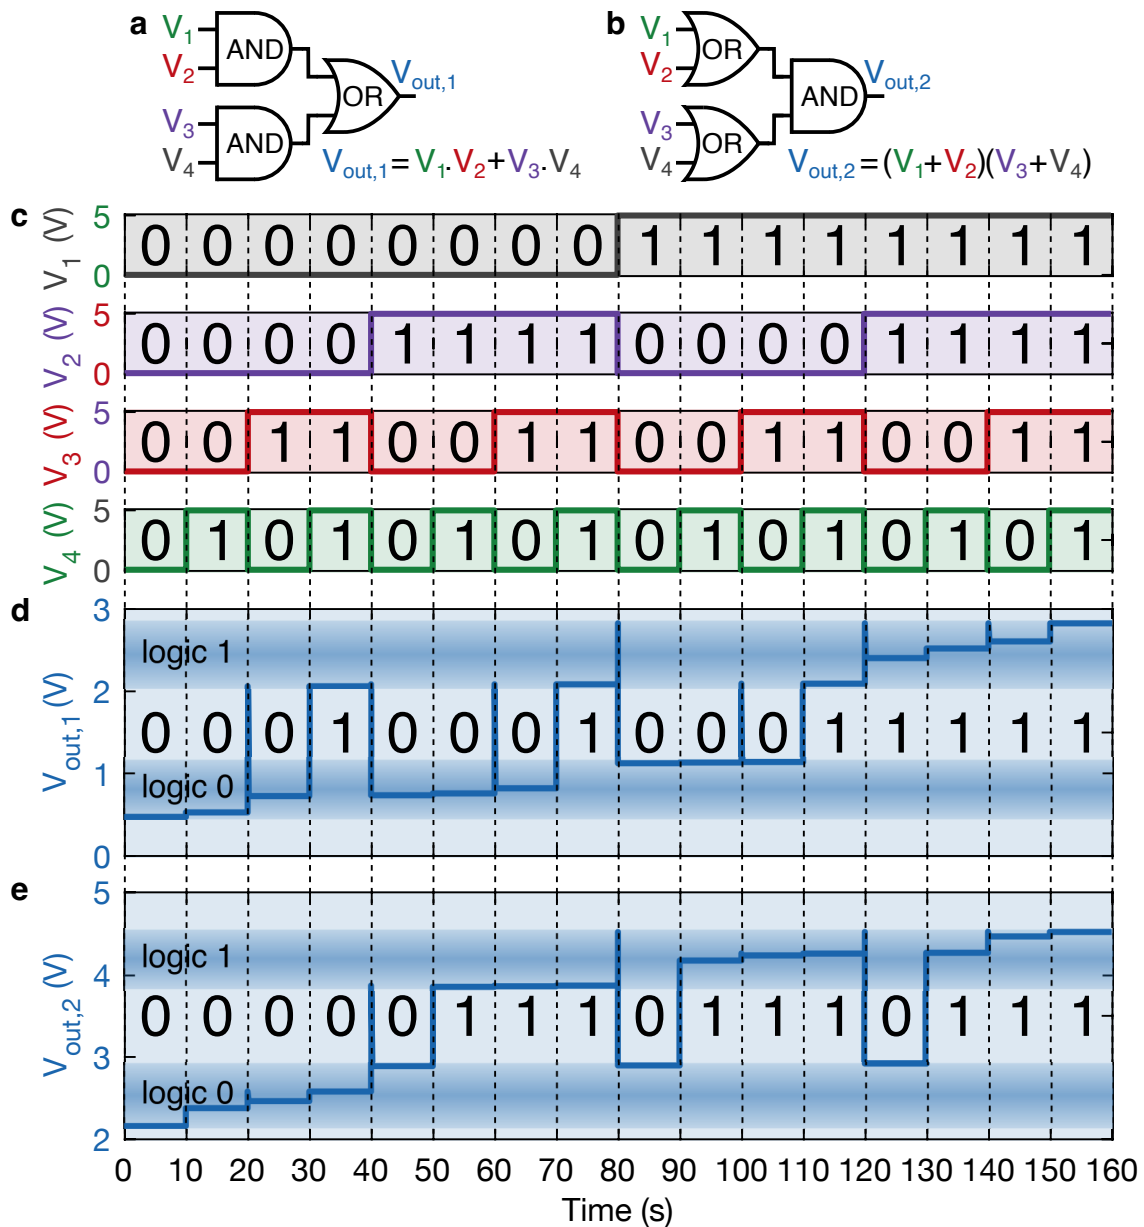 a
V1
V2
AND
V3
V4
AND
OR
Vout,1
Vout,1 = V1.V2+V3.V4
b
V1
V2
OR
V3
V4
OR
AND
Vout,2
Vout,2 = (V1+V2)(V3+V4)
c
V1 (V)
5
0
0 0 0 0 0 0 0 0 1 1 1 1 1 1 1 1
V2 (V)
5
0
0 0 0 0 1 1 1 1 0 0 0 0 1 1 1 1
V3 (V)
5
0
0 0 1 1 0 0 1 1 0 0 1 1 0 0 1 1
V4 (V)
5
0
0 1 0 1 0 1 0 1 0 1 0 1 0 1 0 1
d
Vout,1 (V)
3
2
1
0
logic 1
0 0 0 1 0 0 0 1 0 0 0 1 1 1 1 1
logic 0
e
Vout,2 (V)
5
4
3
2
logic 1
0 0 0 0 0 1 1 1 0 1 1 1 0 1 1 1
logic 0
0 10 20 30 40 50 60 70 80 90 100 110 120 130 140 150 160
Time (s)